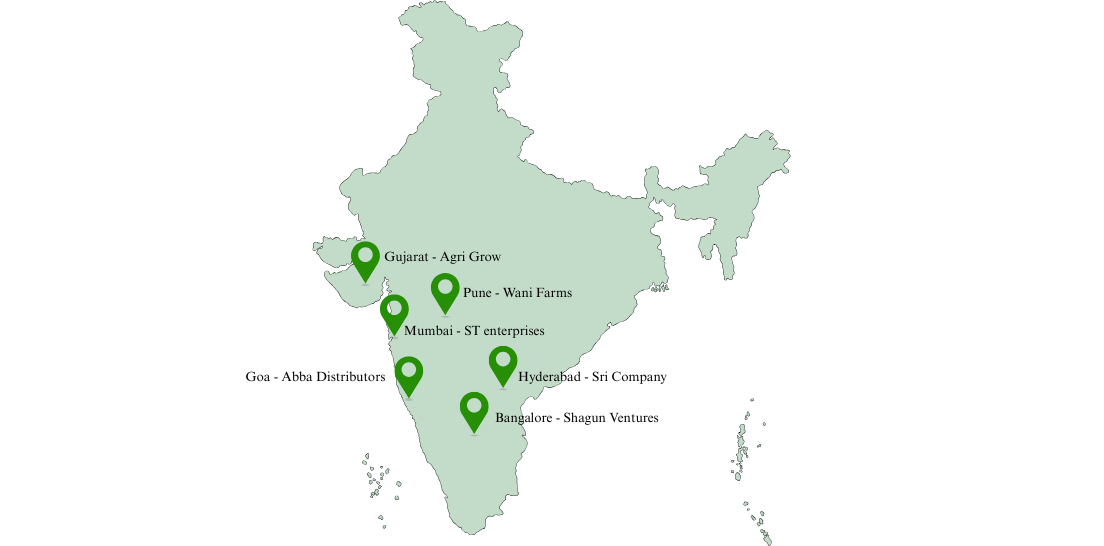 Gujarat - Agri Grow
Pune - Wani Farms
Mumbai - ST enterprises
Goa - Abba Distributors
Hyderabad - Sri Company
Bangalore - Shagun Ventures